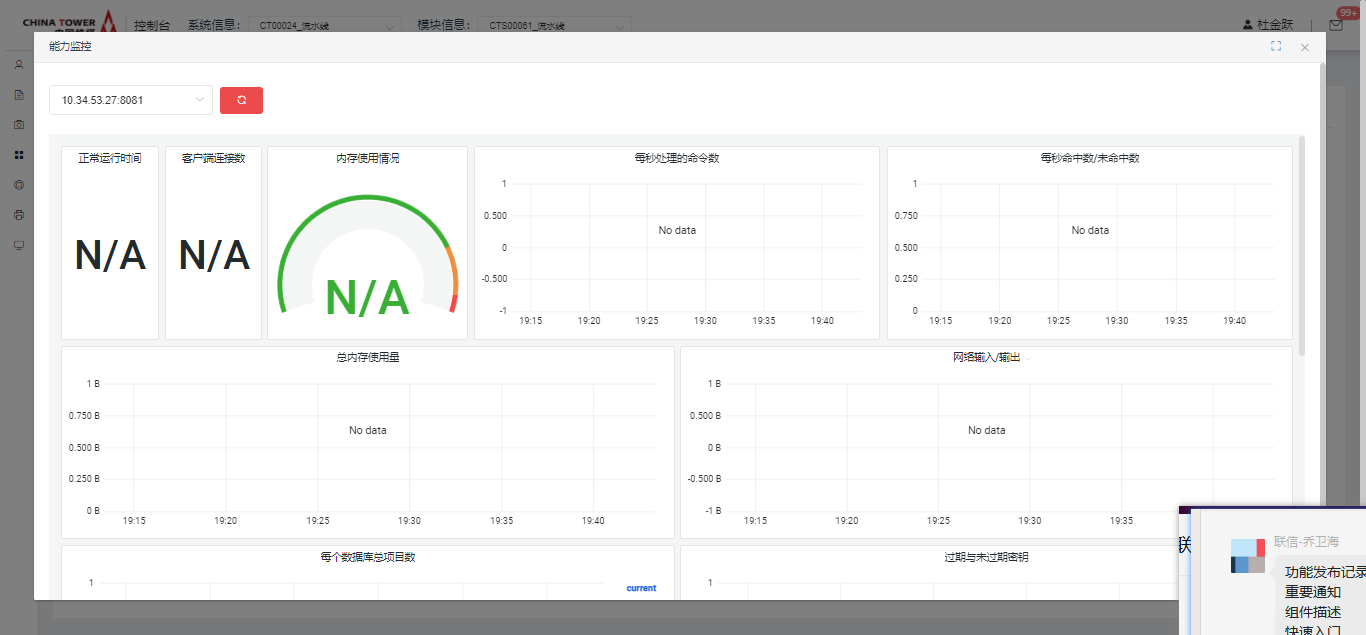 CHINA TOWER
控制台 系统信息: CT00024_流水线 模块信息: CTS00061_流水线
杜金跃
99+
能力监控
10.34.53.27:8081
正常运行时间
N/A
客户端连接数
N/A
内存使用情况
N/A
每秒处理的命令数
1
0.500
0
-0.500
-1
No data
19:15 19:20 19:25 19:30 19:35 19:40
每秒命中数/未命中数
1
0.750
0.500
0.250
0
No data
19:15 19:20 19:25 19:30 19:35 19:40
总内存使用量
1 B
0.750 B
0.500 B
0.250 B
0 B
No data
19:15 19:20 19:25 19:30 19:35 19:40
网络输入/输出
1 B
0.500 B
0 B
-0.500 B
-1 B
No data
19:15 19:20 19:25 19:30 19:35
每个数据库总项目数
1
current
过期与未过期密钥
1
联
联信-乔卫海
功能发布记录
重要通知
组件描述
快速入门